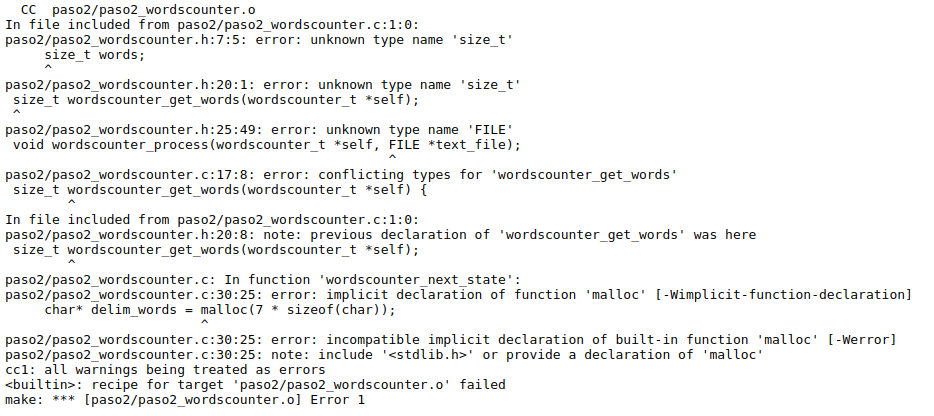 CC  paso2/paso2_wordscounter.o
In file included from paso2/paso2_wordscounter.c:1:0:
paso2/paso2_wordscounter.h:7:5: error: unknown type name 'size_t'
     size_t words;
     ^
paso2/paso2_wordscounter.h:20:1: error: unknown type name 'size_t'
 size_t wordscounter_get_words(wordscounter_t *self);
 ^
paso2/paso2_wordscounter.h:25:49: error: unknown type name 'FILE'
 void wordscounter_process(wordscounter_t *self, FILE *text_file);
                                                 ^
paso2/paso2_wordscounter.c:17:8: error: conflicting types for 'wordscounter_get_words'
 size_t wordscounter_get_words(wordscounter_t *self) {
        ^
In file included from paso2/paso2_wordscounter.c:1:0:
paso2/paso2_wordscounter.h:20:8: note: previous declaration of 'wordscounter_get_words' was here
 size_t wordscounter_get_words(wordscounter_t *self);
        ^
paso2/paso2_wordscounter.c: In function 'wordscounter_next_state':
paso2/paso2_wordscounter.c:30:25: error: implicit declaration of function 'malloc' [-Wimplicit-function-declaration]
     char* delim_words = malloc(7 * sizeof(char));
                         ^
paso2/paso2_wordscounter.c:30:25: error: incompatible implicit declaration of built-in function 'malloc' [-Werror]
paso2/paso2_wordscounter.c:30:25: note: include '<stdlib.h>' or provide a declaration of 'malloc'
cc1: all warnings being treated as errors
<builtin>: recipe for target 'paso2/paso2_wordscounter.o' failed
make: *** [paso2/paso2_wordscounter.o] Error 1